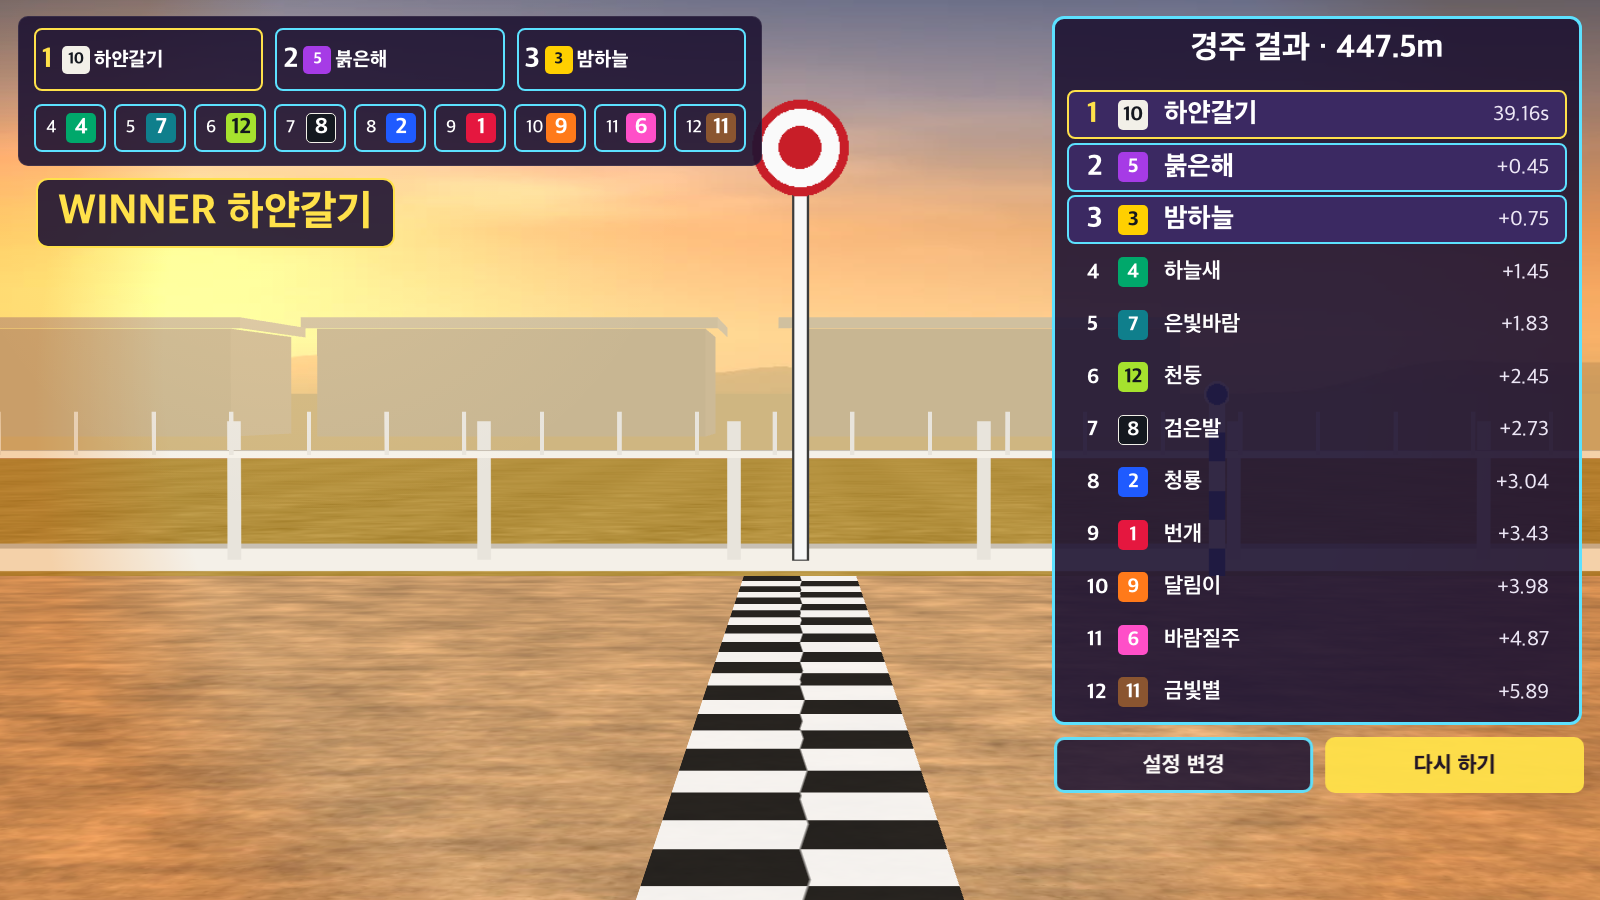 1 10 하얀갈기 2 5 붉은해 3 3 밤하늘
4 4 5 7 6 12 7 8 8 2 9 1 10 9 11 6 12 11
WINNER 하얀갈기
경주 결과 · 447.5m
1 10 하얀갈기 39.16s
2 5 붉은해 +0.45
3 3 밤하늘 +0.75
4 4 하늘새 +1.45
5 7 은빛바람 +1.83
6 12 천둥 +2.45
7 8 검은발 +2.73
8 2 청룡 +3.04
9 1 번개 +3.43
10 9 달림이 +3.98
11 6 바람질주 +4.87
12 11 금빛별 +5.89
설정 변경 다시 하기